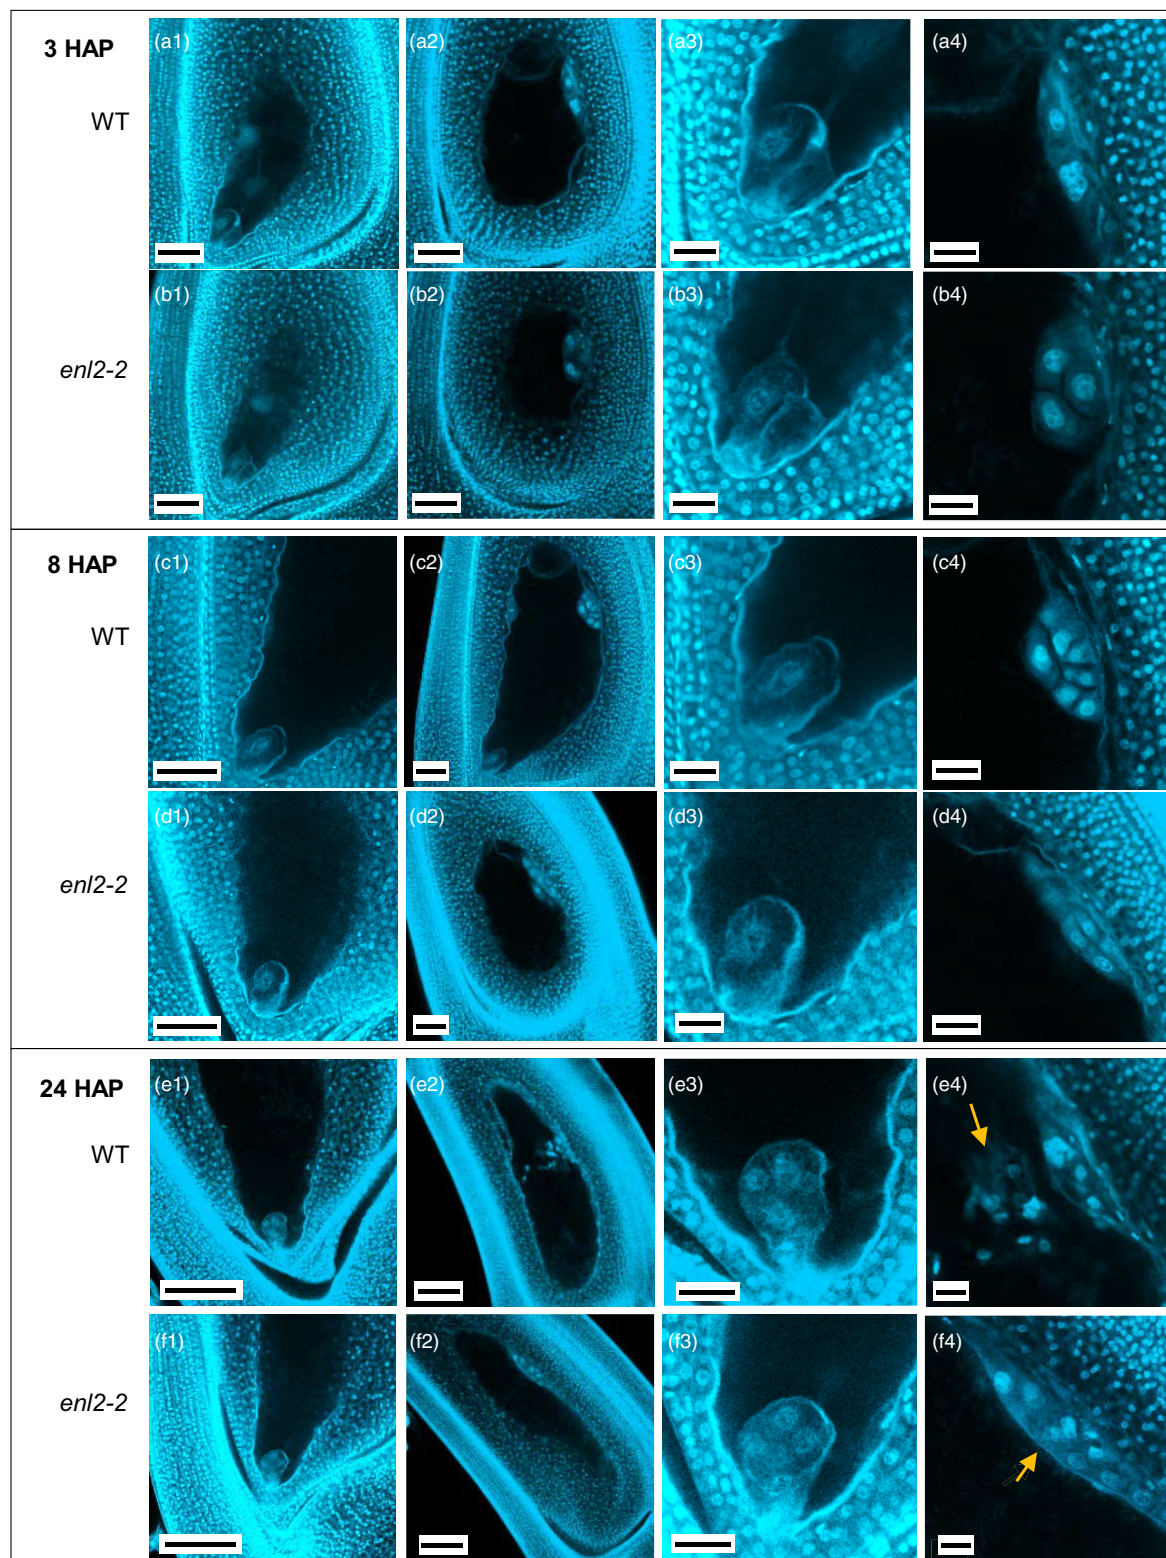 3 HAP
WT
(a1)
(a2)
(a3)
(a4)
enl2-2
(b1)
(b2)
(b3)
(b4)
8 HAP
WT
(c1)
(c2)
(c3)
(c4)
enl2-2
(d1)
(d2)
(d3)
(d4)
24 HAP
WT
(e1)
(e2)
(e3)
(e4)
enl2-2
(f1)
(f2)
(f3)
(f4)